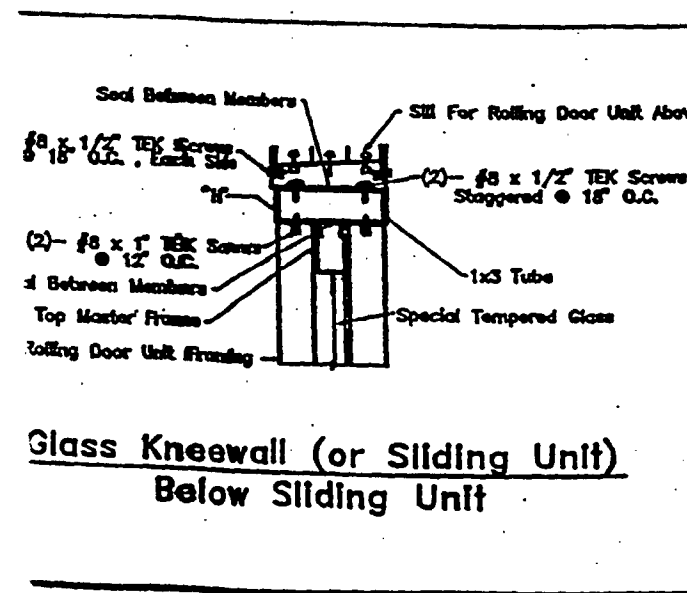 Seal Between Members
Sill For Rolling Door Unit Abov
#8 x 1/2" TEK Screws
@ 18" O.C. , Each Side
(2)- #8 x 1/2" TEK Screws
Staggered @ 18" O.C.
"H"
(2)- #8 x 1" TEK Screws
@ 12" O.C.
al Between Members
1x3 Tube
Top Master Frame
Special Tempered Glass
Rolling Door Unit Framing
Glass Kneewall (or Sliding Unit)
Below Sliding Unit